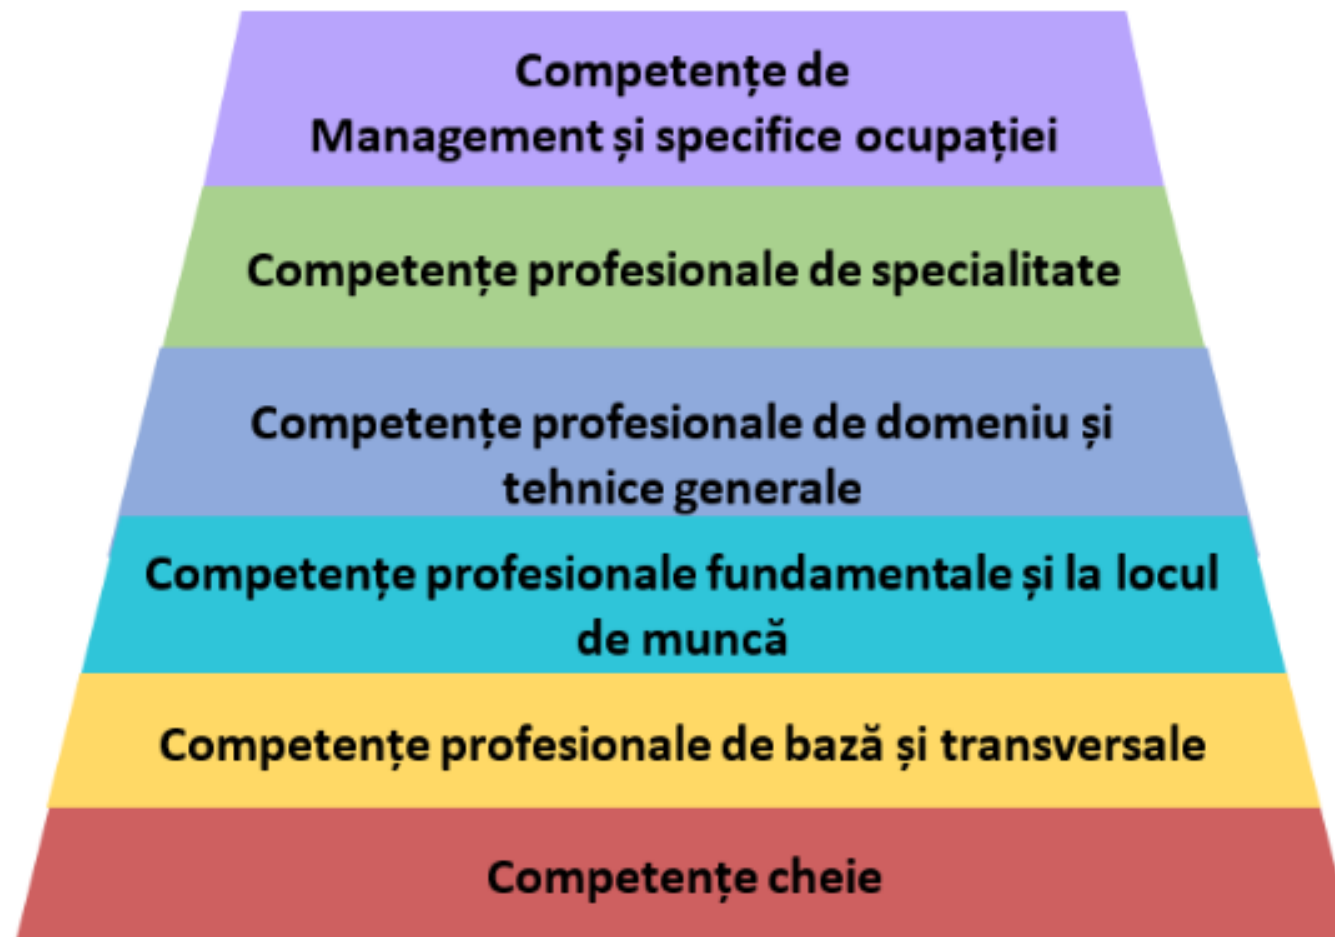 Competențe de
Management și specifice ocupației
Competențe profesionale de specialitate
Competențe profesionale de domeniu și
tehnice generale
Competențe profesionale fundamentale și la locul
de muncă
Competențe profesionale de bază și transversale
Competențe cheie